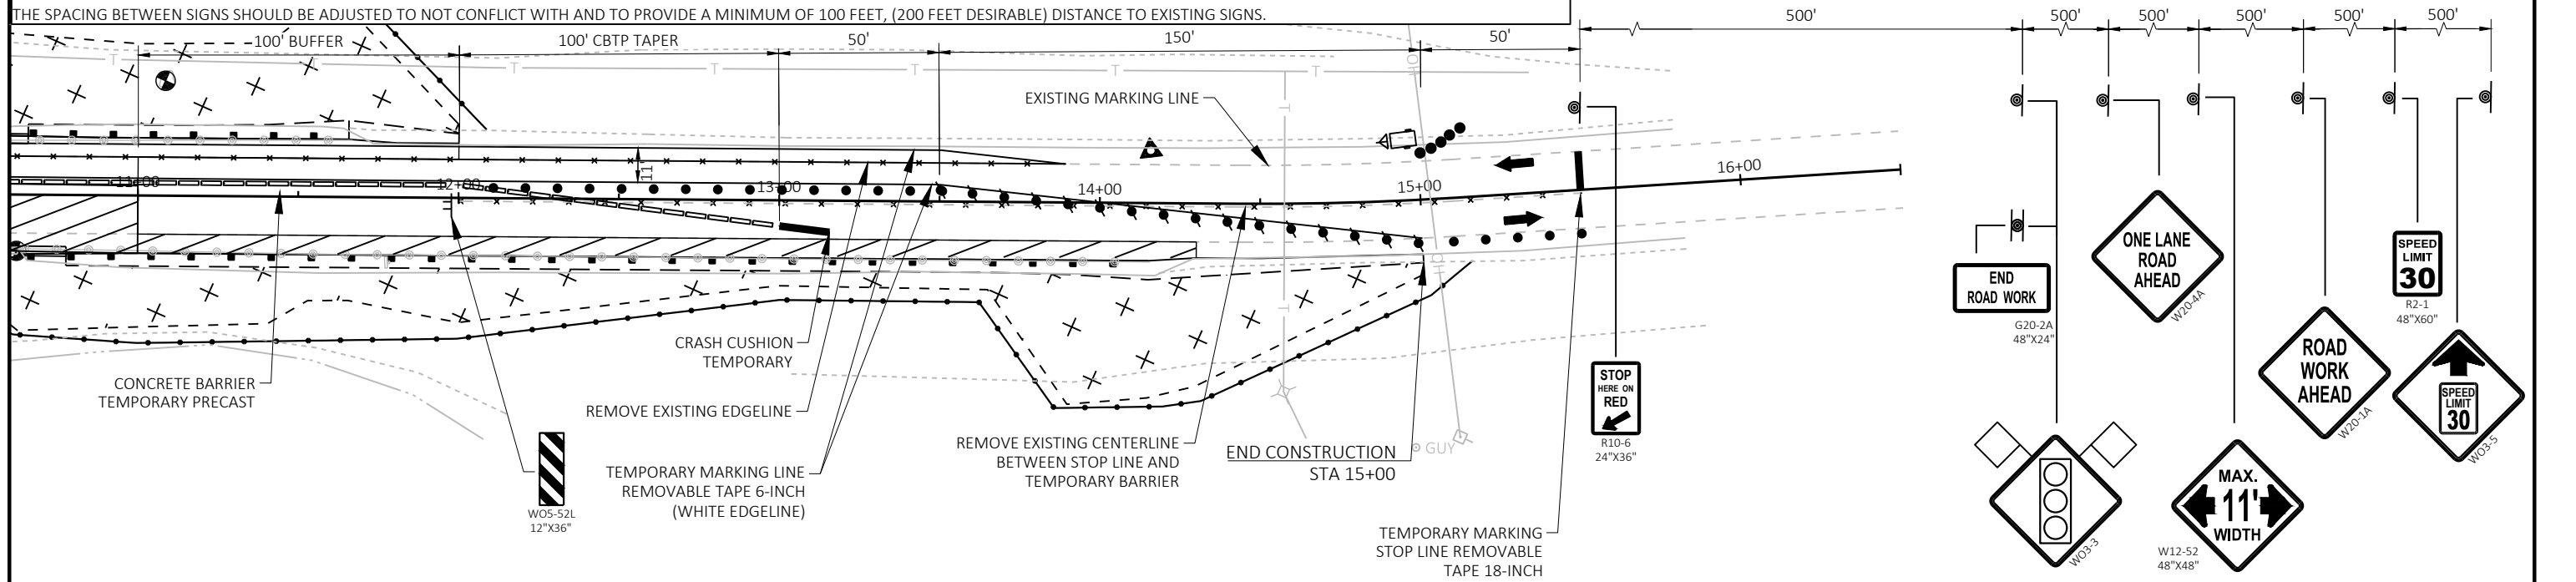 THE SPACING BETWEEN SIGNS SHOULD BE ADJUSTED TO NOT CONFLICT WITH AND TO PROVIDE A MINIMUM OF 100 FEET, (200 FEET DESIRABLE) DISTANCE TO EXISTING SIGNS.
100' BUFFER
100' CBTP TAPER
50'
150'
50'
500'
500'
500'
500'
500'
500'
T
T
T
T
T
T
OH
EXISTING MARKING LINE
11'
11+00
12+00
13+00
14+00
15+00
16+00
CONCRETE BARRIER
TEMPORARY PRECAST
WO5-52L
12"X36"
CRASH CUSHION
TEMPORARY
REMOVE EXISTING EDGELINE
TEMPORARY MARKING LINE
REMOVABLE TAPE 6-INCH
(WHITE EDGELINE)
REMOVE EXISTING CENTERLINE
BETWEEN STOP LINE AND
TEMPORARY BARRIER
END CONSTRUCTION
STA 15+00
GUY
TEMPORARY MARKING
STOP LINE REMOVABLE
TAPE 18-INCH
STOP
HERE ON
RED
R10-6
24"X36"
END
ROAD WORK
G20-2A
48"X24"
WO3-3
ONE LANE
ROAD
AHEAD
W20-4A
MAX.
11'
WIDTH
W12-52
48"X48"
ROAD
WORK
AHEAD
W20-1A
SPEED
LIMIT
30
R2-1
48"X60"
SPEED
LIMIT
30
WO3-5